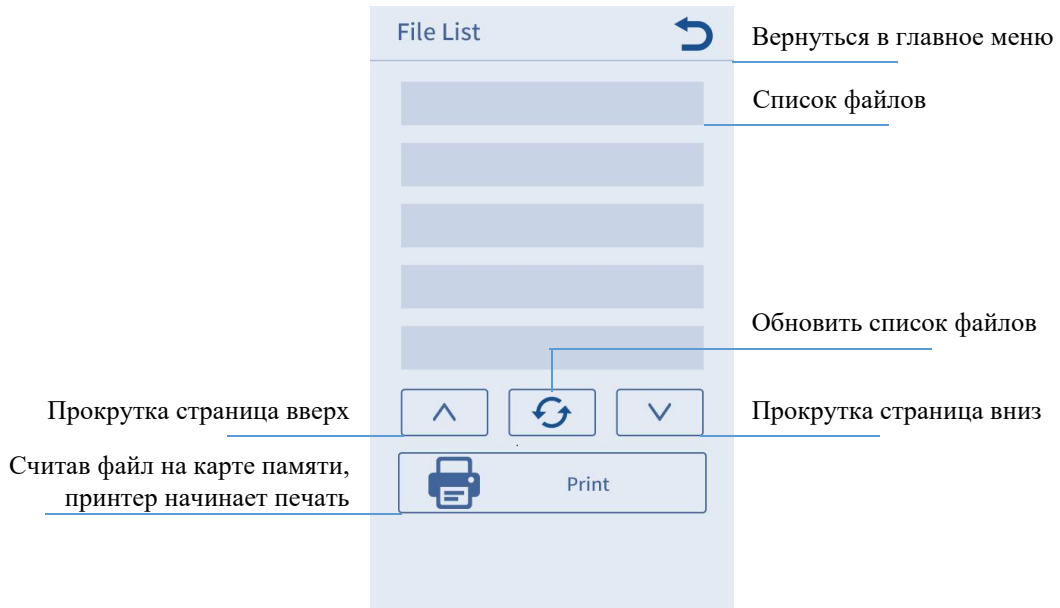 File List
Вернуться в главное меню
Список файлов
Обновить список файлов
Прокрутка страница вверх
Прокрутка страница вниз
Считав файл на карте памяти,
принтер начинает печать
Print